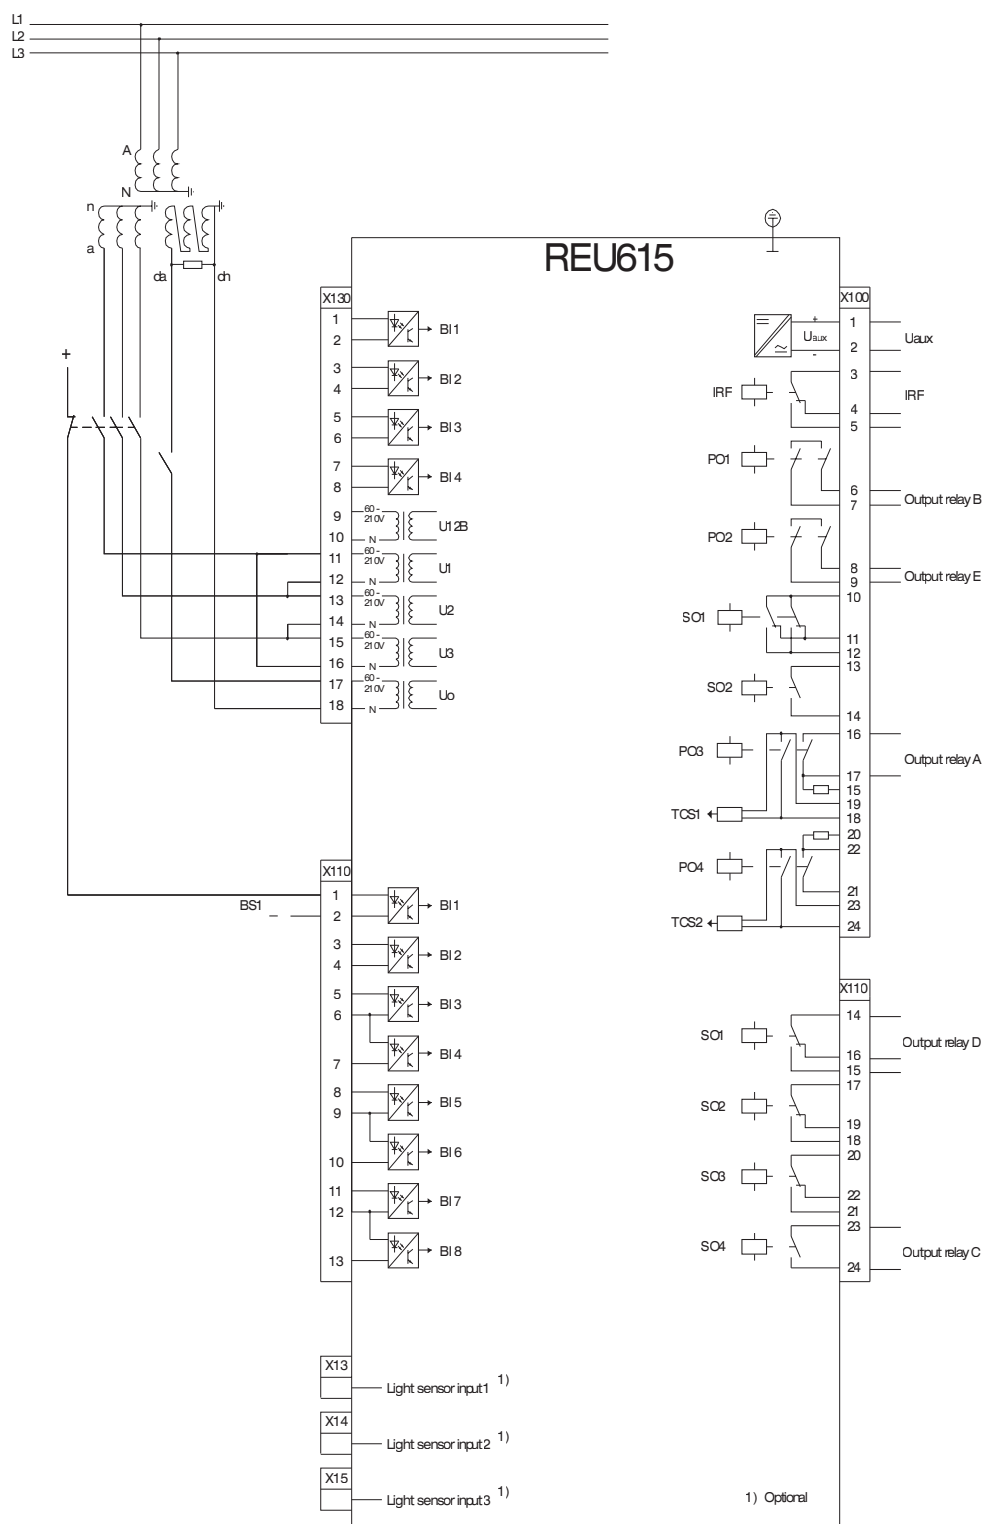 L1
L2
L3
A
N
n
a
da
dn
+
REU615
X130
1
2
BI 1
3
4
BI 2
5
6
BI 3
7
8
BI 4
9
60 -
210V
10
N
U12B
11
60 -
210V
12
N
U1
13
60 -
210V
14
N
U2
15
60 -
210V
16
N
U3
17
60 -
210V
18
N
Uo
X110
BS1
1
2
BI 1
3
4
BI 2
5
6
BI 3
7
BI 4
8
9
BI 5
10
BI 6
11
12
BI 7
13
BI 8
X13
Light sensor input 1 1)
X14
Light sensor input 2 1)
X15
Light sensor input 3 1)
X100
+
Uaux
-
1
2
Uaux
IRF
3
4
5
IRF
PO1
6
7
Output relay B
PO2
8
9
Output relay E
SO1
10
11
12
SO2
13
14
PO3
16
17
15
19
18
Output relay A
TCS1
PO4
20
22
21
23
24
TCS2
X110
SO1
14
16
15
Output relay D
SO2
17
19
18
SO3
20
22
21
SO4
23
24
Output relay C
1) Optional